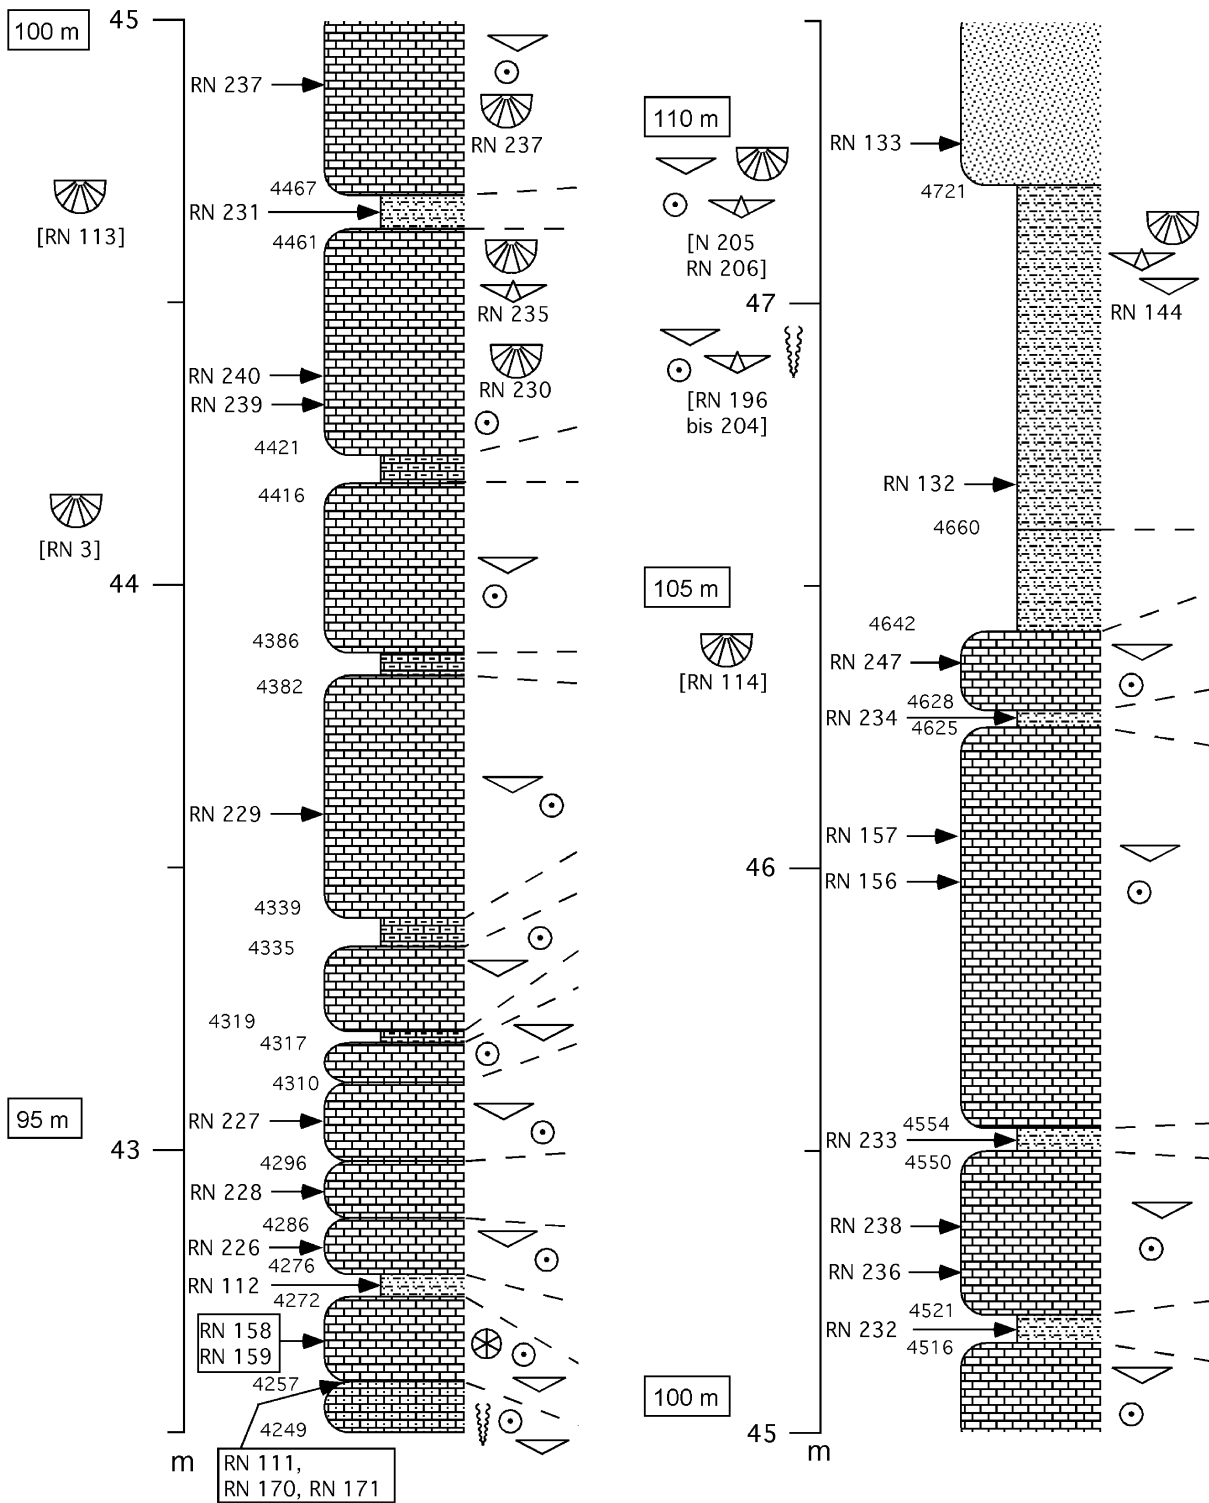 45
100 m
RN 237
RN 237
4467
RN 231
[RN 113]
4461
RN 235
RN 240
RN 230
RN 239
4421
4416
[RN 3]
44
4386
4382
RN 229
4339
4335
4319
4317
4310
95 m
RN 227
43
4296
RN 228
4286
RN 226
4276
RN 112
4272
RN 158
RN 159
4257
4249
m
RN 111,
RN 170, RN 171
110 m
RN 133
4721
[N 205
RN 206]
47
RN 144
[RN 196
bis 204]
RN 132
4660
105 m
4642
RN 247
[RN 114]
4628
RN 234
4625
RN 157
46
RN 156
4554
RN 233
4550
RN 238
RN 236
4521
RN 232
4516
100 m
45
m